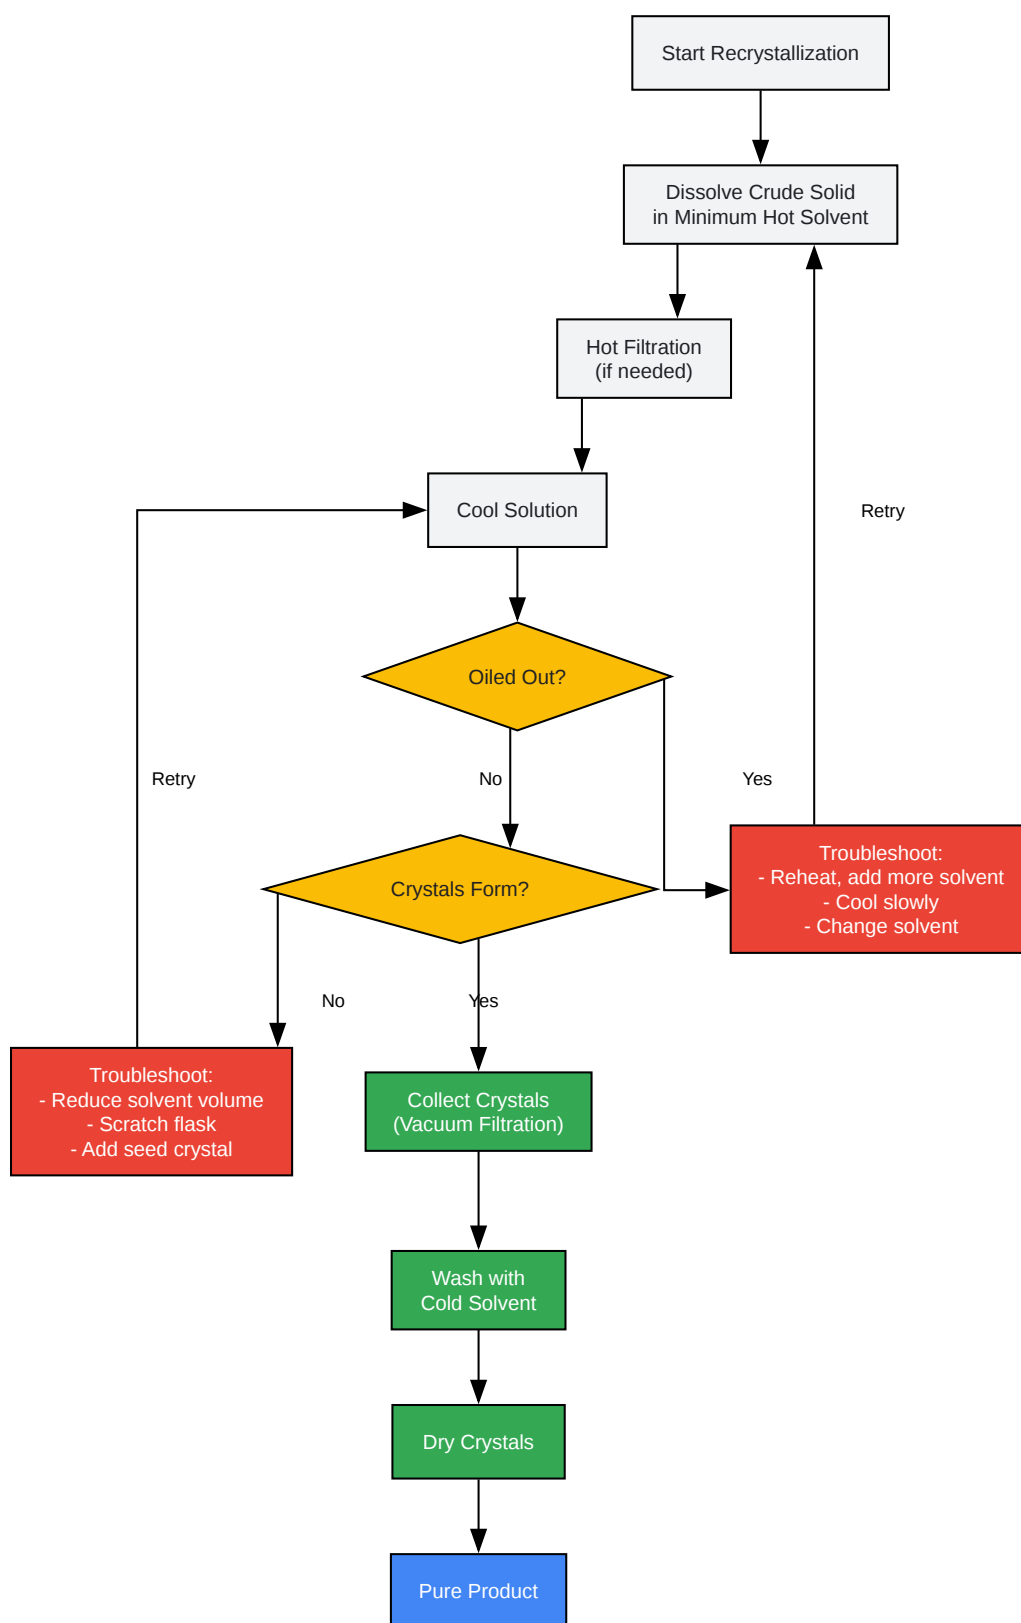 Start Recrystallization
Dissolve Crude Solid
in Minimum Hot Solvent
Hot Filtration
(if needed)
Cool Solution
Retry
Oiled Out?
Retry
No
Yes
Troubleshoot:
- Reheat, add more solvent
- Cool slowly
- Change solvent
Crystals Form?
No
Yes
Troubleshoot:
- Reduce solvent volume
- Scratch flask
- Add seed crystal
Collect Crystals
(Vacuum Filtration)
Wash with
Cold Solvent
Dry Crystals
Pure Product